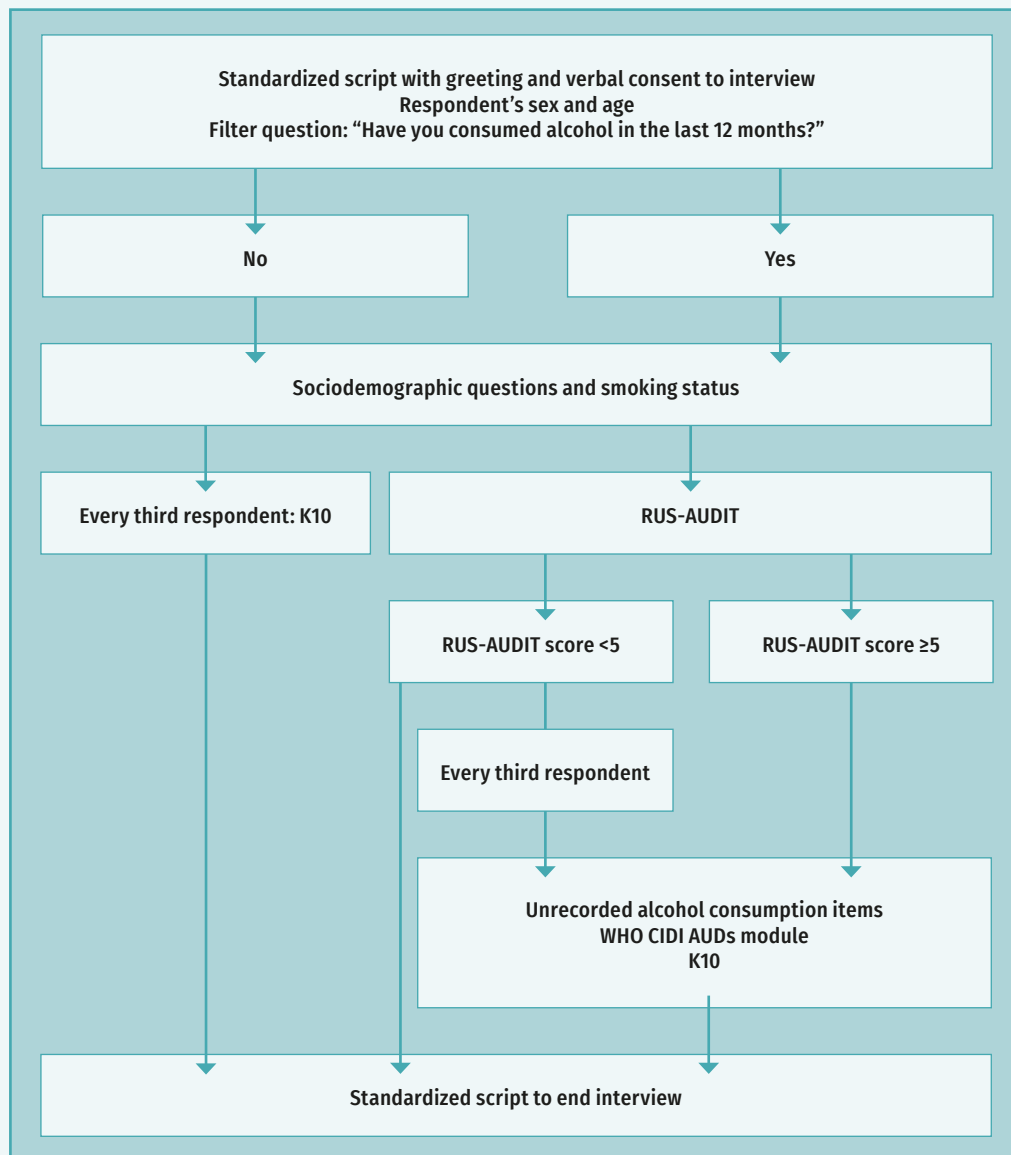 Standardized script with greeting and verbal consent to interview
Respondent’s sex and age
Filter question: “Have you consumed alcohol in the last 12 months?”
No
Yes
Sociodemographic questions and smoking status
Every third respondent: K10
RUS-AUDIT
RUS-AUDIT score <5
RUS-AUDIT score ≥5
Every third respondent
Unrecorded alcohol consumption items
WHO CIDI AUDs module
K10
Standardized script to end interview